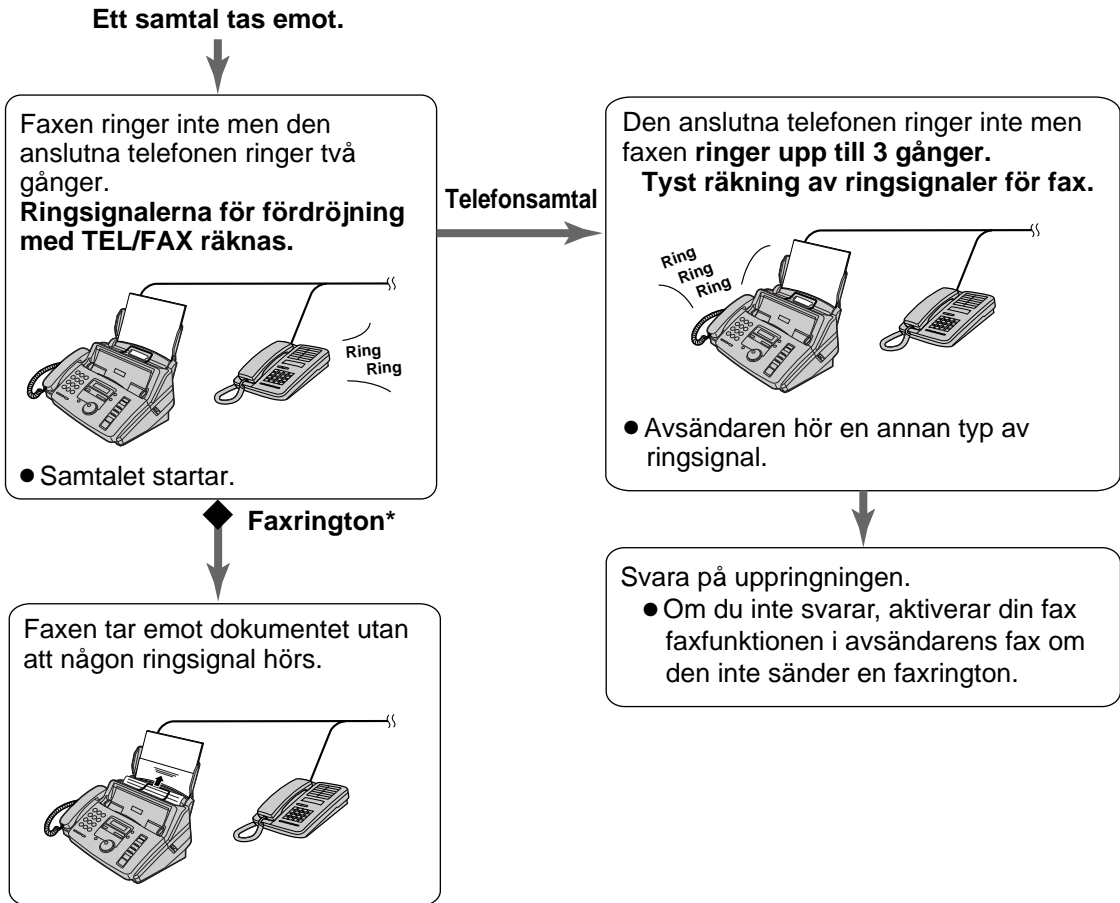 Ett samtal tas emot.
Faxen ringer inte men den
anslutna telefonen ringer två
gånger.
Ringsignalerna för fördröjning
med TEL/FAX räknas.
Ring
Ring
● Samtalet startar.
Telefonsamtal
Den anslutna telefonen ringer inte men
faxen ringer upp till 3 gånger.
Tyst räkning av ringsignaler för fax.
Ring
Ring
Ring
● Avsändaren hör en annan typ av
ringsignal.
Faxrington*
Faxen tar emot dokumentet utan
att någon ringsignal hörs.
Svara på uppringningen.
● Om du inte svarar, aktiverar din fax
faxfunktionen i avsändarens fax om
den inte sänder en faxrington.